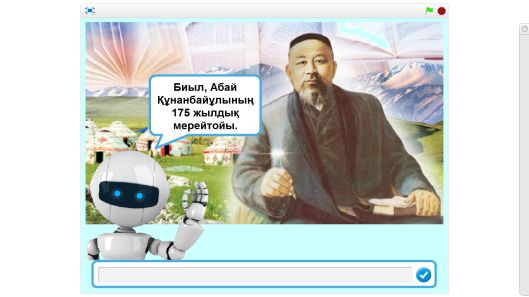 Биыл, Абай
Құнанбайұлының
175 жылдық
мерейтойы.